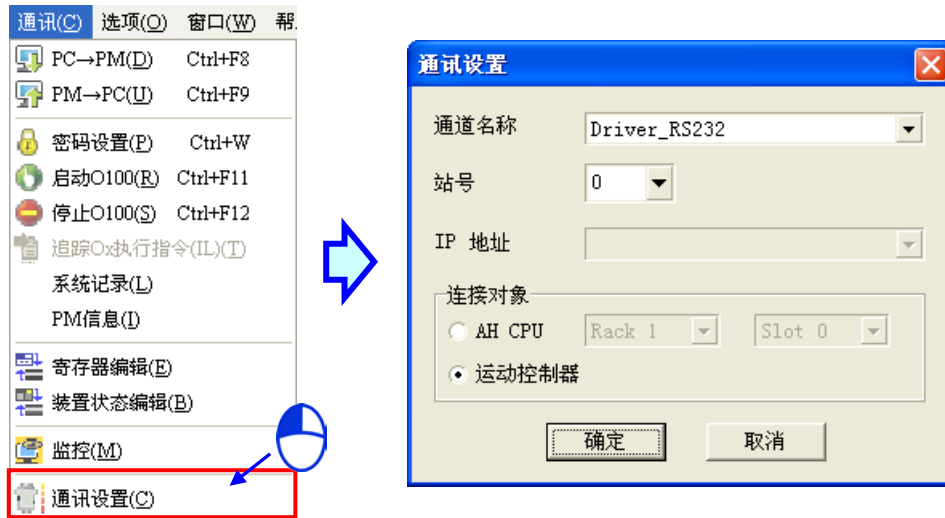 通讯(C) 选项(O) 窗口(W) 帮
PC→PM(D) Ctrl+F8
PM→PC(U) Ctrl+F9
密码设置(P) Ctrl+W
启动O100(R) Ctrl+F11
停止O100(S) Ctrl+F12
追踪Ox执行指令(IL)(T)
系统记录(L)
PM信息(I)
寄存器编辑(E)
装置状态编辑(B)
监控(M)
通讯设置(C)
通讯设置
通道名称 Driver_RS232
站号 0
IP 地址
连接对象
AH CPU Rack 1 Slot 0
运动控制器
确定 取消